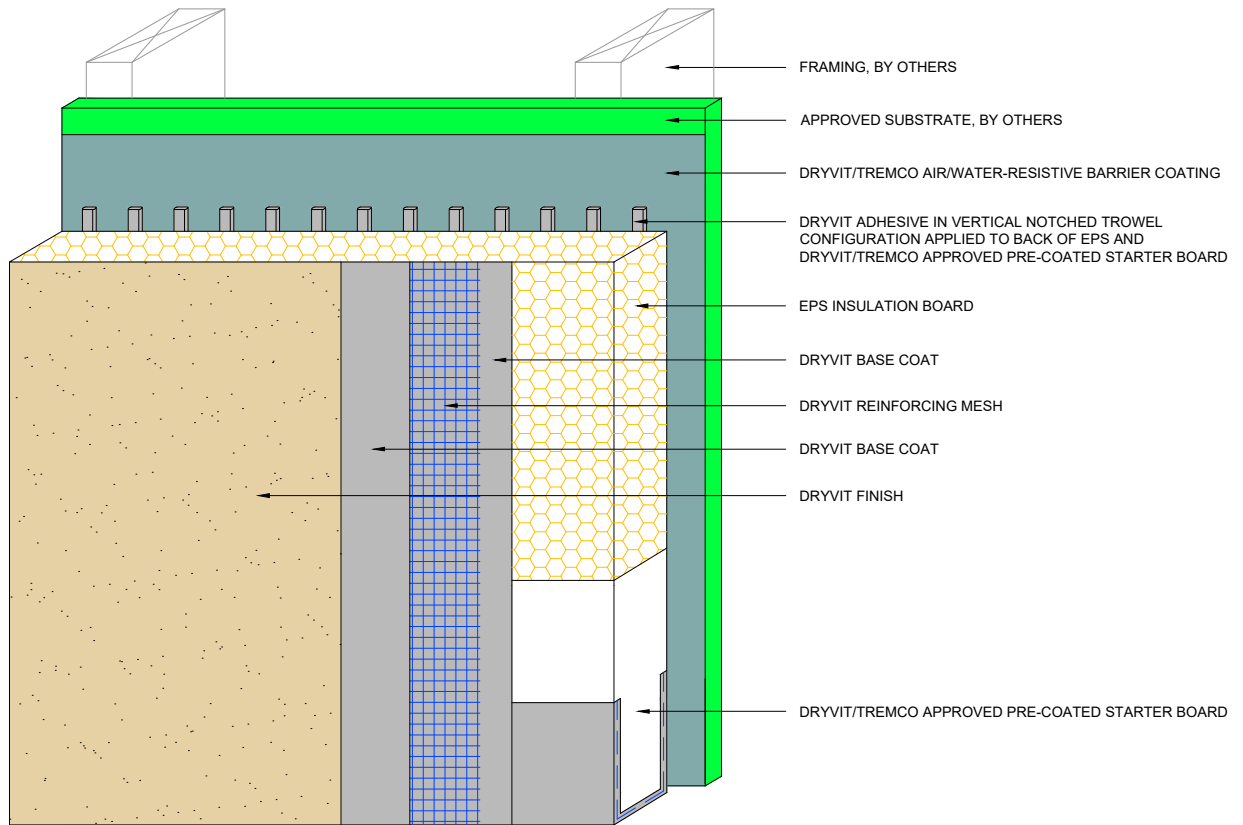 FRAMING, BY OTHERS
APPROVED SUBSTRATE, BY OTHERS
DRYVIT/TREMCO AIR/WATER-RESISTIVE BARRIER COATING
DRYVIT ADHESIVE IN VERTICAL NOTCHED TROWEL
CONFIGURATION APPLIED TO BACK OF EPS AND
DRYVIT/TREMCO APPROVED PRE-COATED STARTER BOARD
EPS INSULATION BOARD
DRYVIT BASE COAT
DRYVIT REINFORCING MESH
DRYVIT BASE COAT
DRYVIT FINISH
DRYVIT/TREMCO APPROVED PRE-COATED STARTER BOARD